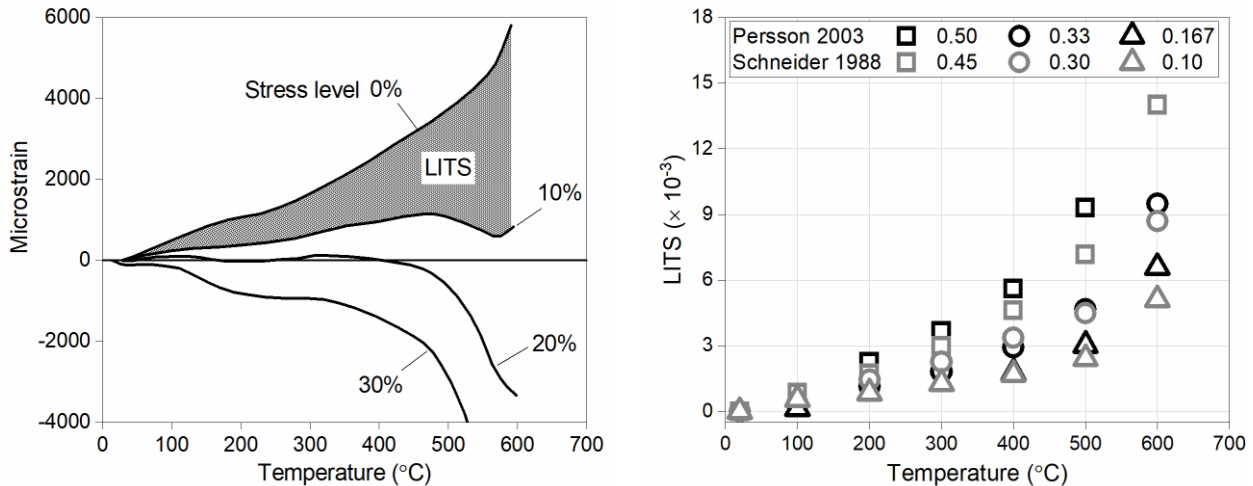 6000
4000
2000
0
-2000
-4000
Microstrain
Stress level 0%
LITS
10%
20%
30%
0 100 200 300 400 500 600 700
Temperature (°C)
18
15
12
9
6
3
0
LITS (× 10⁻³)
Persson 2003 0.50 0.33 0.167
Schneider 1988 0.45 0.30 0.10
0 100 200 300 400 500 600 700
Temperature (°C)